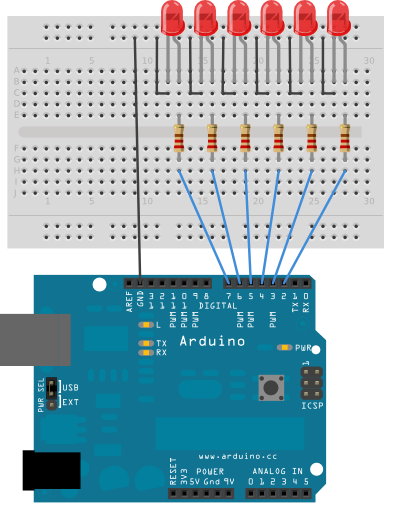 1 5 10 15 20 25 30
A
B
C
D
E
F
G
H
I
J
1 5 20 25 30
AREF
GND
13
12
11
10
9
8
7
6
5
4
3
2
TX 1
RX 0
PWM
PWM
PWM
PWM
PWM
PWM
DIGITAL
L
Arduino
TX
RX
PWR
1
PWR SEL
USB
EXT
ICSP
www.arduino.cc
POWER
ANALOG IN
RESET
3V3
5V Gnd 9V
0 1 2 3 4 5